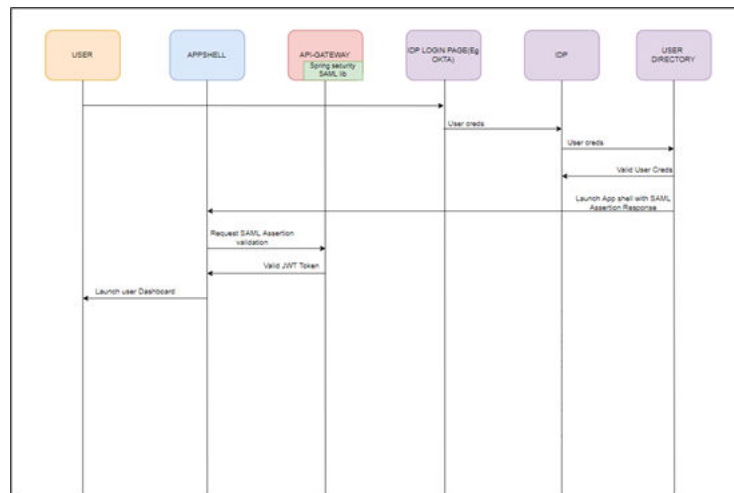 USER
APPSHELL
API-GATEWAY
Spring security
SAML lib
IDP LOGIN PAGE(Eg
OKTA)
IDP
USER
DIRECTORY
User creds
User creds
Valid User Creds
Launch App shell with SAML
Assertion Response
Request SAML Assertion
validation
Valid JWT Token
Launch user Dashboard